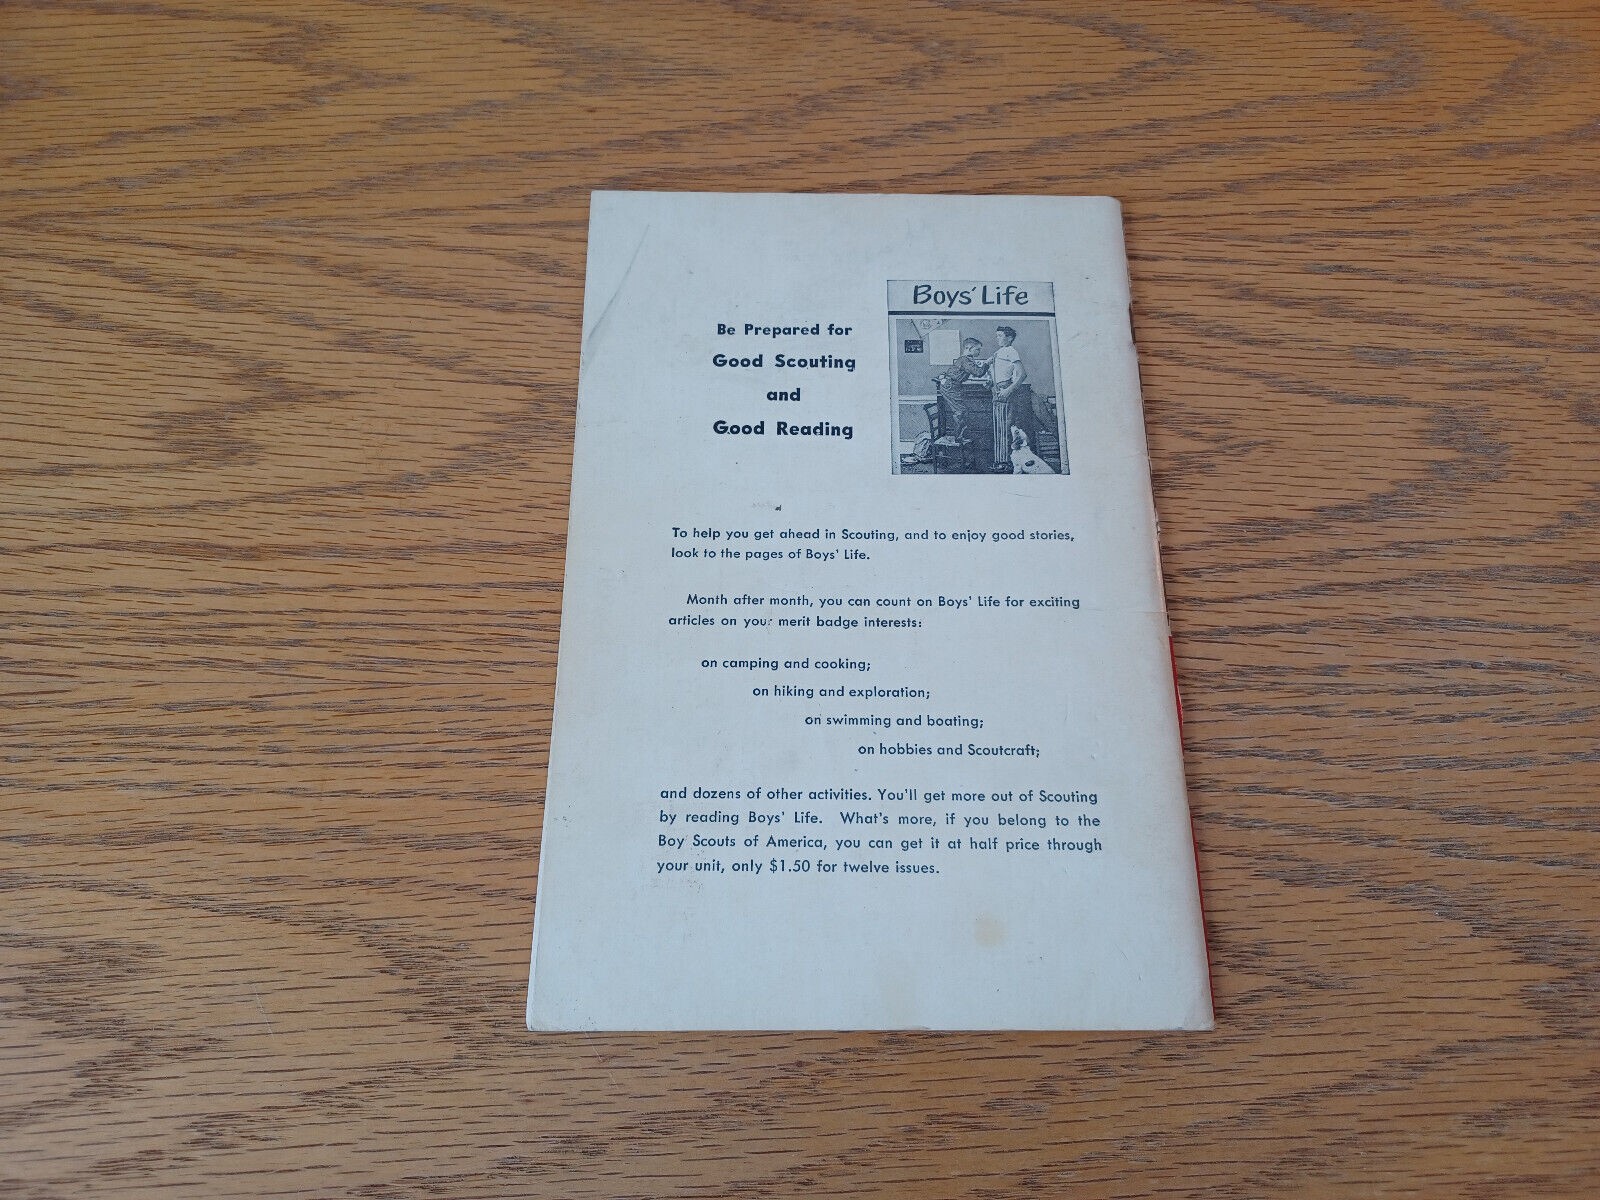 Boys' Life
Be Prepared for
Good Scouting
and
Good Reading
To help you get ahead in Scouting, and to enjoy good stories,
look to the pages of Boys' Life.
Month after month, you can count on Boys' Life for exciting
articles on your merit badge interests:
on camping and cooking;
on hiking and exploration;
on swimming and boating;
on hobbies and Scoutcraft;
and dozens of other activities. You'll get more out of Scouting
by reading Boys' Life. What's more, if you belong to the
Boy Scouts of America, you can get it at half price through
your unit, only $1.50 for twelve issues.